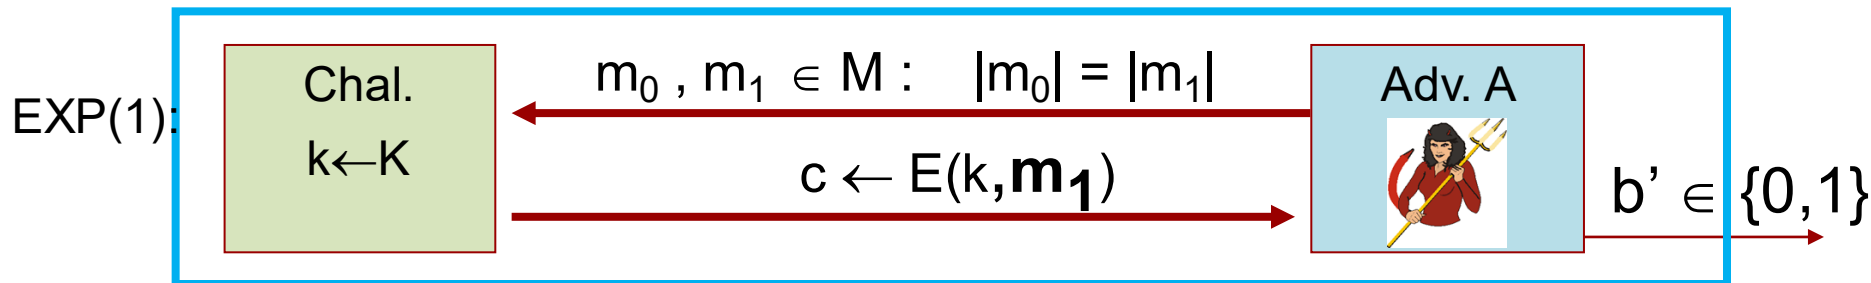 m₀ , m₁ ∈ M :   |m₀| = |m₁|
Chal.
Adv. A
EXP(1):
k←K
c ← E(k,m₁)
b’ ∈ {0,1}